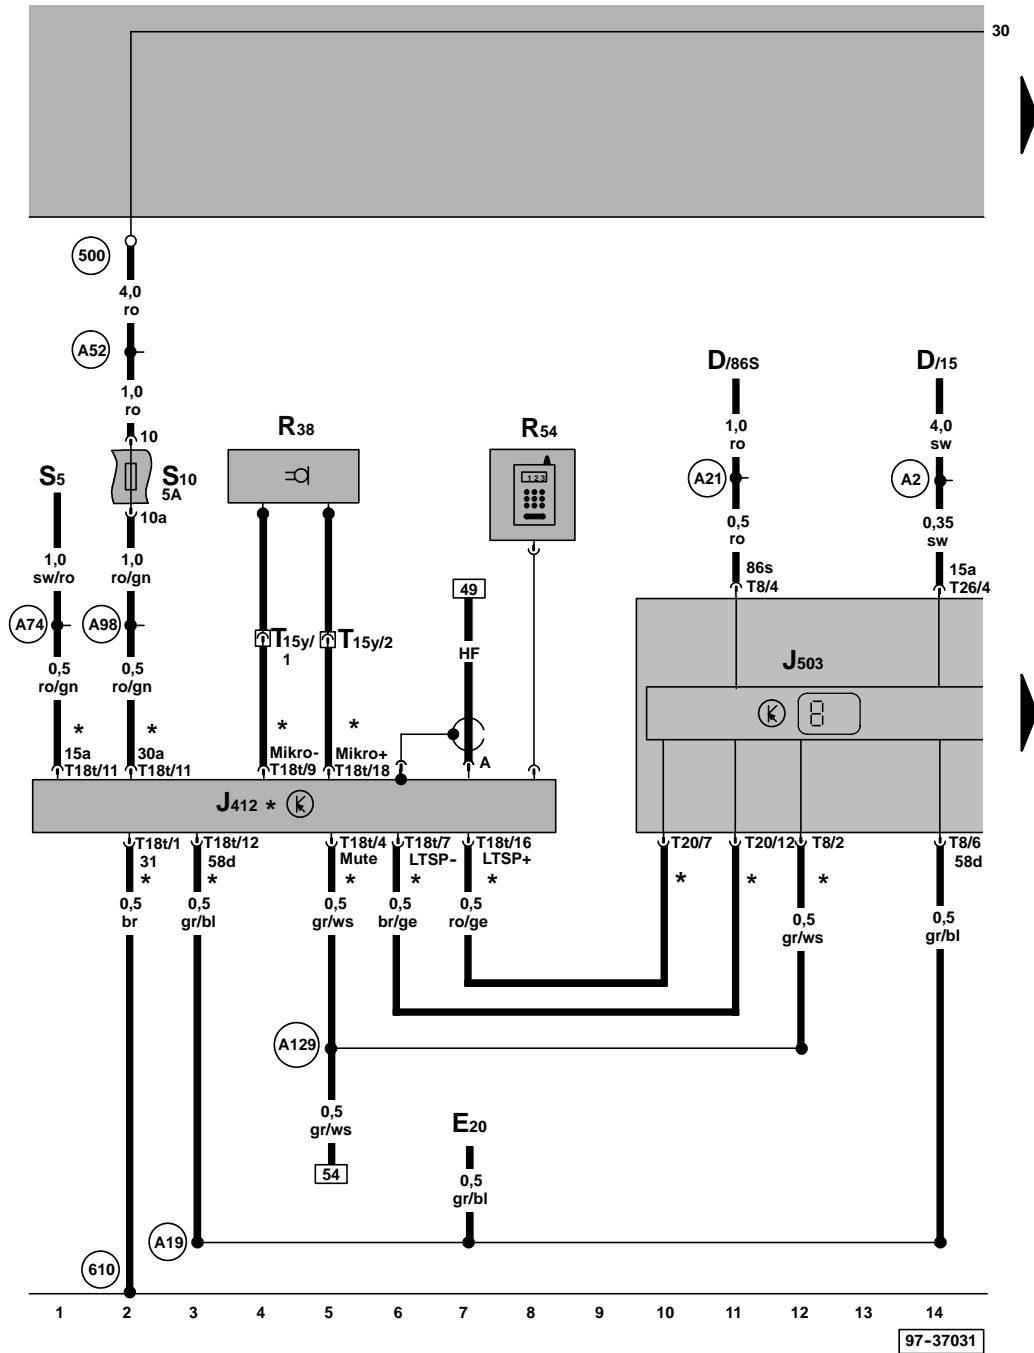 30
500
4,0
ro
A52
1,0
ro
10
S10
5A
10a
S5
1,0
sw/ro
1,0
ro/gn
A74
A98
0,5
ro/gn
0,5
ro/gn
*
*
15a
T18t/11
30a
T18t/11
R38
T15y/
1
T15y/2
*
*
Mikro-
T18t/9
Mikro+
T18t/18
R54
1 2 3
49
HF
A
D/86S
1,0
ro
A21
0,5
ro
86s
T8/4
D/15
4,0
sw
A2
0,35
sw
15a
T26/4
J503
J412 *
T18t/1
31
*
T18t/12
58d
*
T18t/4
Mute
*
T18t/7
LTSP-
*
T18t/16
LTSP+
*
T20/7
*
T20/12
*
T8/2
*
T8/6
58d
0,5
br
0,5
gr/bl
0,5
gr/ws
0,5
br/ge
0,5
ro/ge
0,5
gr/ws
0,5
gr/bl
A129
0,5
gr/ws
54
E20
0,5
gr/bl
A19
610
1 2 3 4 5 6 7 8 9 10 11 12 13 14
97-37031